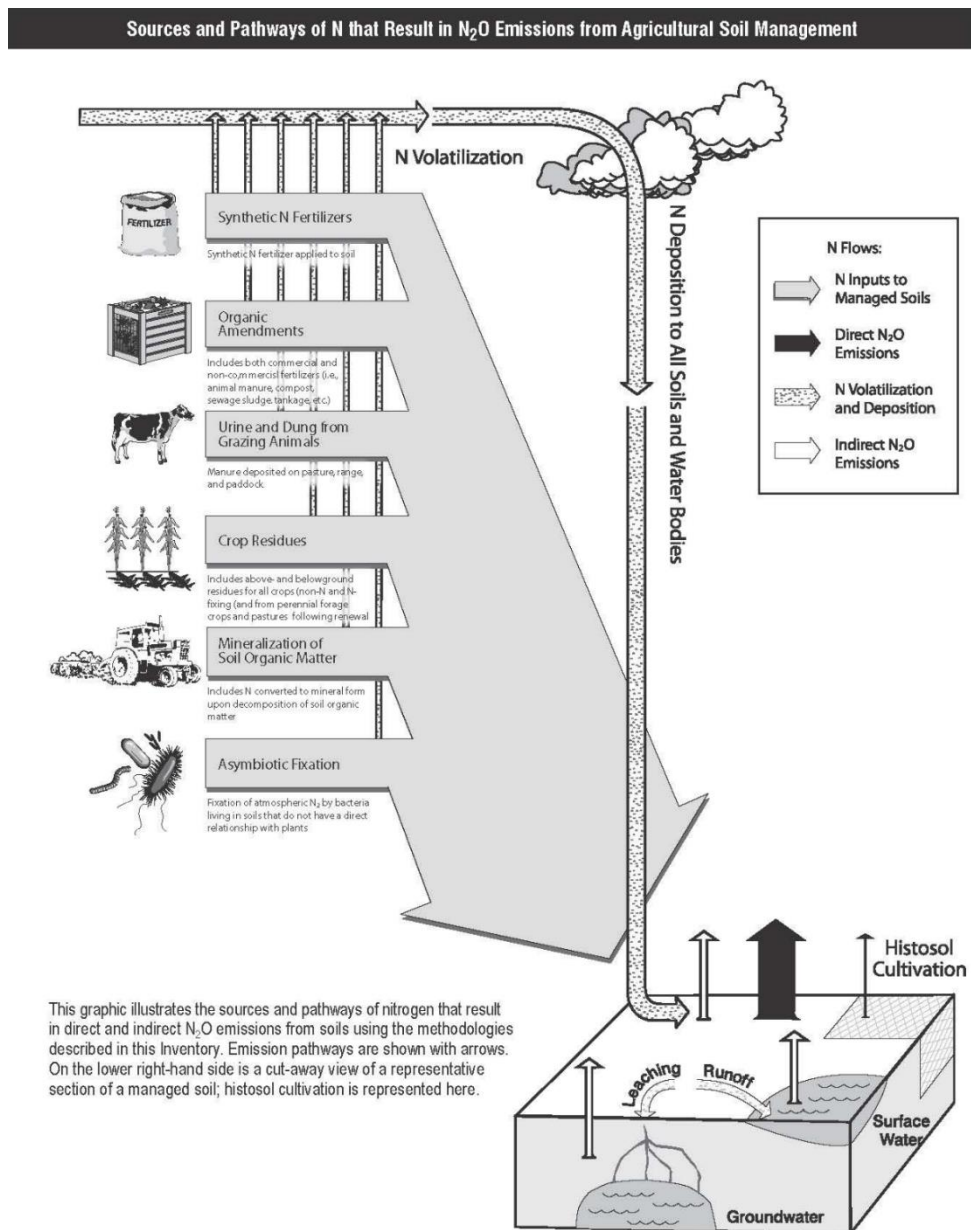 Sources and Pathways of N that Result in N₂O Emissions from Agricultural Soil Management
N Volatilization
FERTILIZER
Synthetic N Fertilizers
Synthetic N fertilizer applied to soil
Organic
Amendments
Includes both commercial and
non-co,mmercisl fertilizers (i.e.,
animal manure, compost,
sewage sludge, tankage, etc.)
Urine and Dung from
Grazing Animals
Manure deposited on pasture, range,
and paddock
Crop Residues
Includes above- and belowground
residues for all crops (non-N and N-
fixing (and from perennial forage
crops and pastures following renewal
Mineralization of
Soil Organic Matter
Includes N converted to mineral form
upon decomposition of soil organic
matter
Asymbiotic Fixation
Fixation of atmospheric N₂ by bacteria
living in soils that do not have a direct
relationship with plants
N Deposition to All Soils and Water Bodies
N Flows:
N Inputs to
Managed Soils
Direct N₂O
Emissions
N Volatilization
and Deposition
Indirect N₂O
Emissions
This graphic illustrates the sources and pathways of nitrogen that result
in direct and indirect N₂O emissions from soils using the methodologies
described in this Inventory. Emission pathways are shown with arrows.
On the lower right-hand side is a cut-away view of a representative
section of a managed soil; histosol cultivation is represented here.
Histosol
Cultivation
Leaching
Runoff
Surface
Water
Groundwater